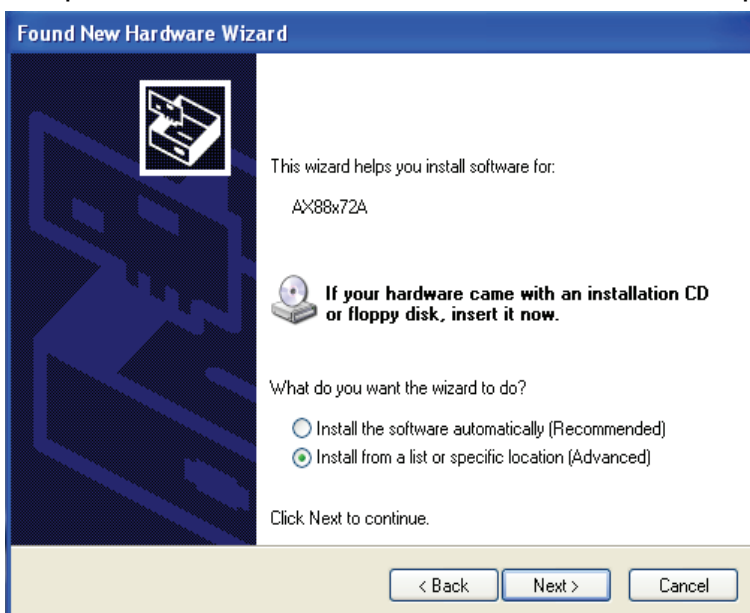 Found New Hardware Wizard
This wizard helps you install software for:
AX88x72A
If your hardware came with an installation CD
or floppy disk, insert it now.
What do you want the wizard to do?
Install the software automatically (Recommended)
Install from a list or specific location (Advanced)
Click Next to continue.
< Back Next > Cancel